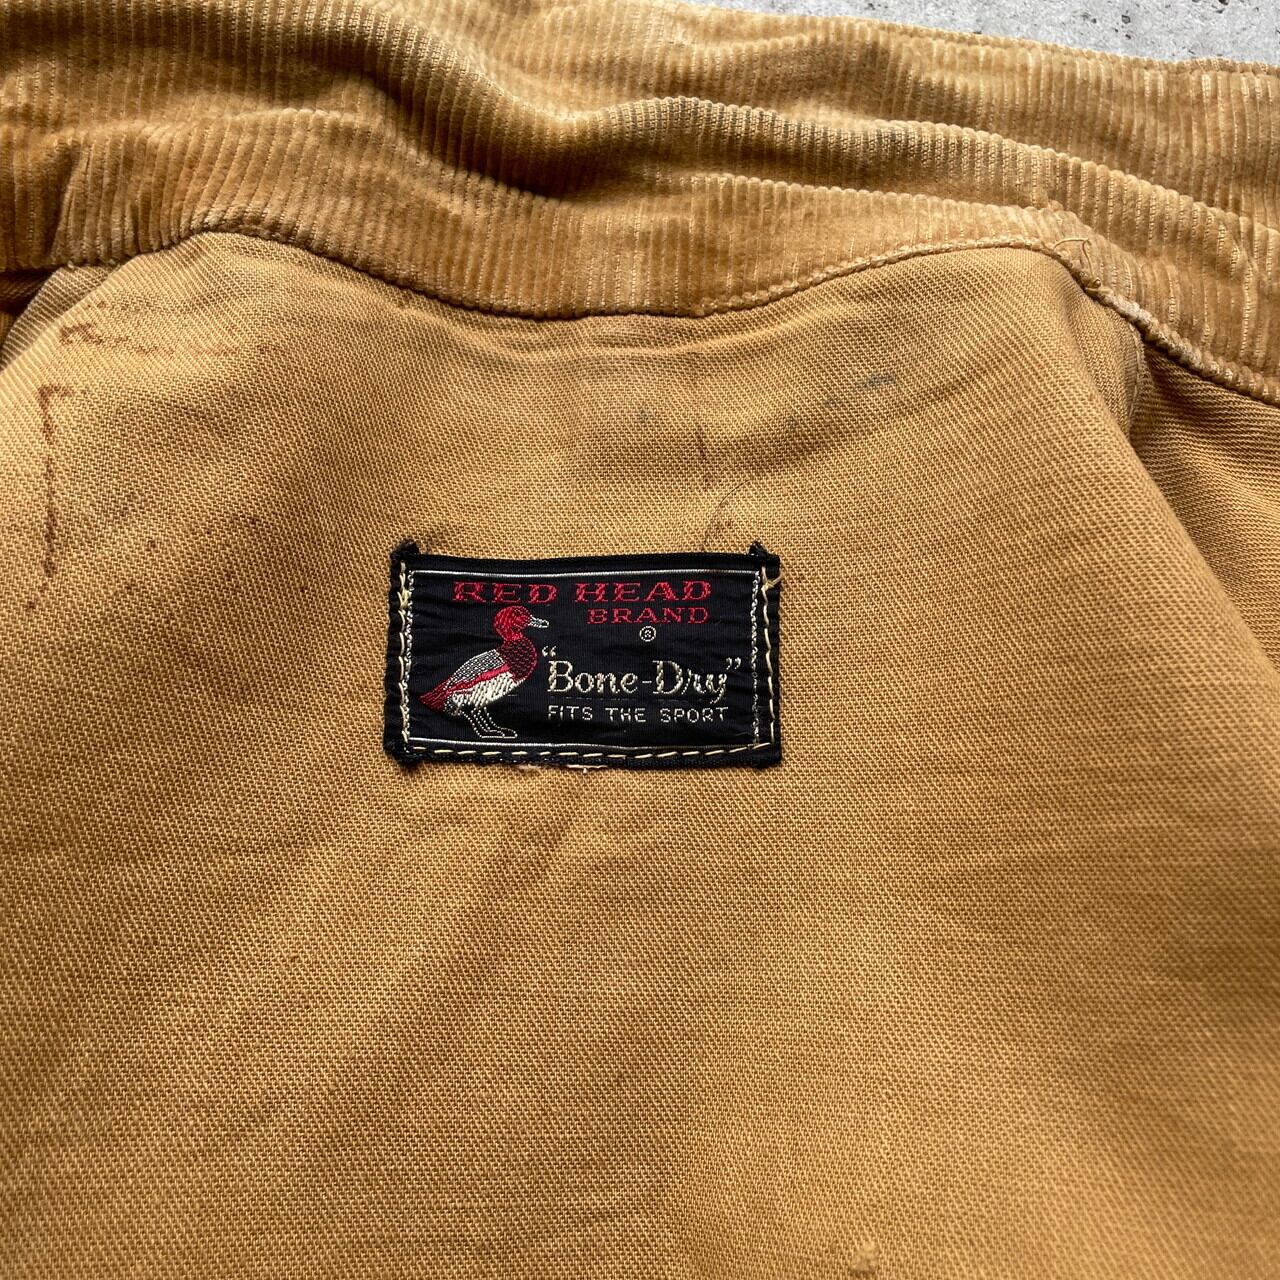 RED HEAD
BRAND
®
"Bone-Dry"
FITS THE SPORT